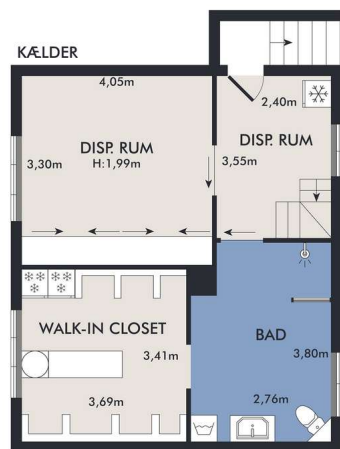 KÆLDER
4,05m
2,40m
DISP. RUM
H:1,99m
DISP. RUM
3,30m
3,55m
WALK-IN CLOSET
BAD
3,41m
3,80m
3,69m
2,76m